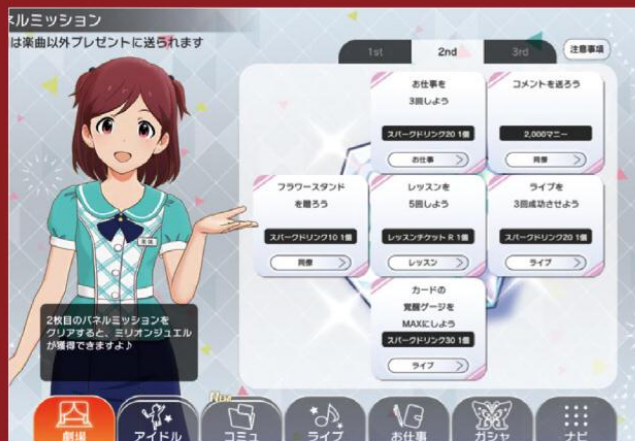 ネルミッション
は楽曲以外プレゼントに送られます
1st
2nd
3rd
注意事項
お仕事を
3回しよう
スパークドリンク20 1個
お仕事
コメントを送ろう
2,000マニー
同僚
フラワースタンド
を贈ろう
スパークドリンク10 1個
同僚
レッスンを
5回しよう
レッスンチケット R 1個
レッスン
ライブを
3回成功させよう
スパークドリンク20 1個
ライブ
カードの
覚醒ゲージを
MAXにしよう
スパークドリンク30 1個
ライブ
2枚目のパネルミッションを
クリアすると、ミリオンジュエル
が獲得できますよ♪
劇場
アイドル
コミュ
ライブ
お仕事
ガシャ
ナビ